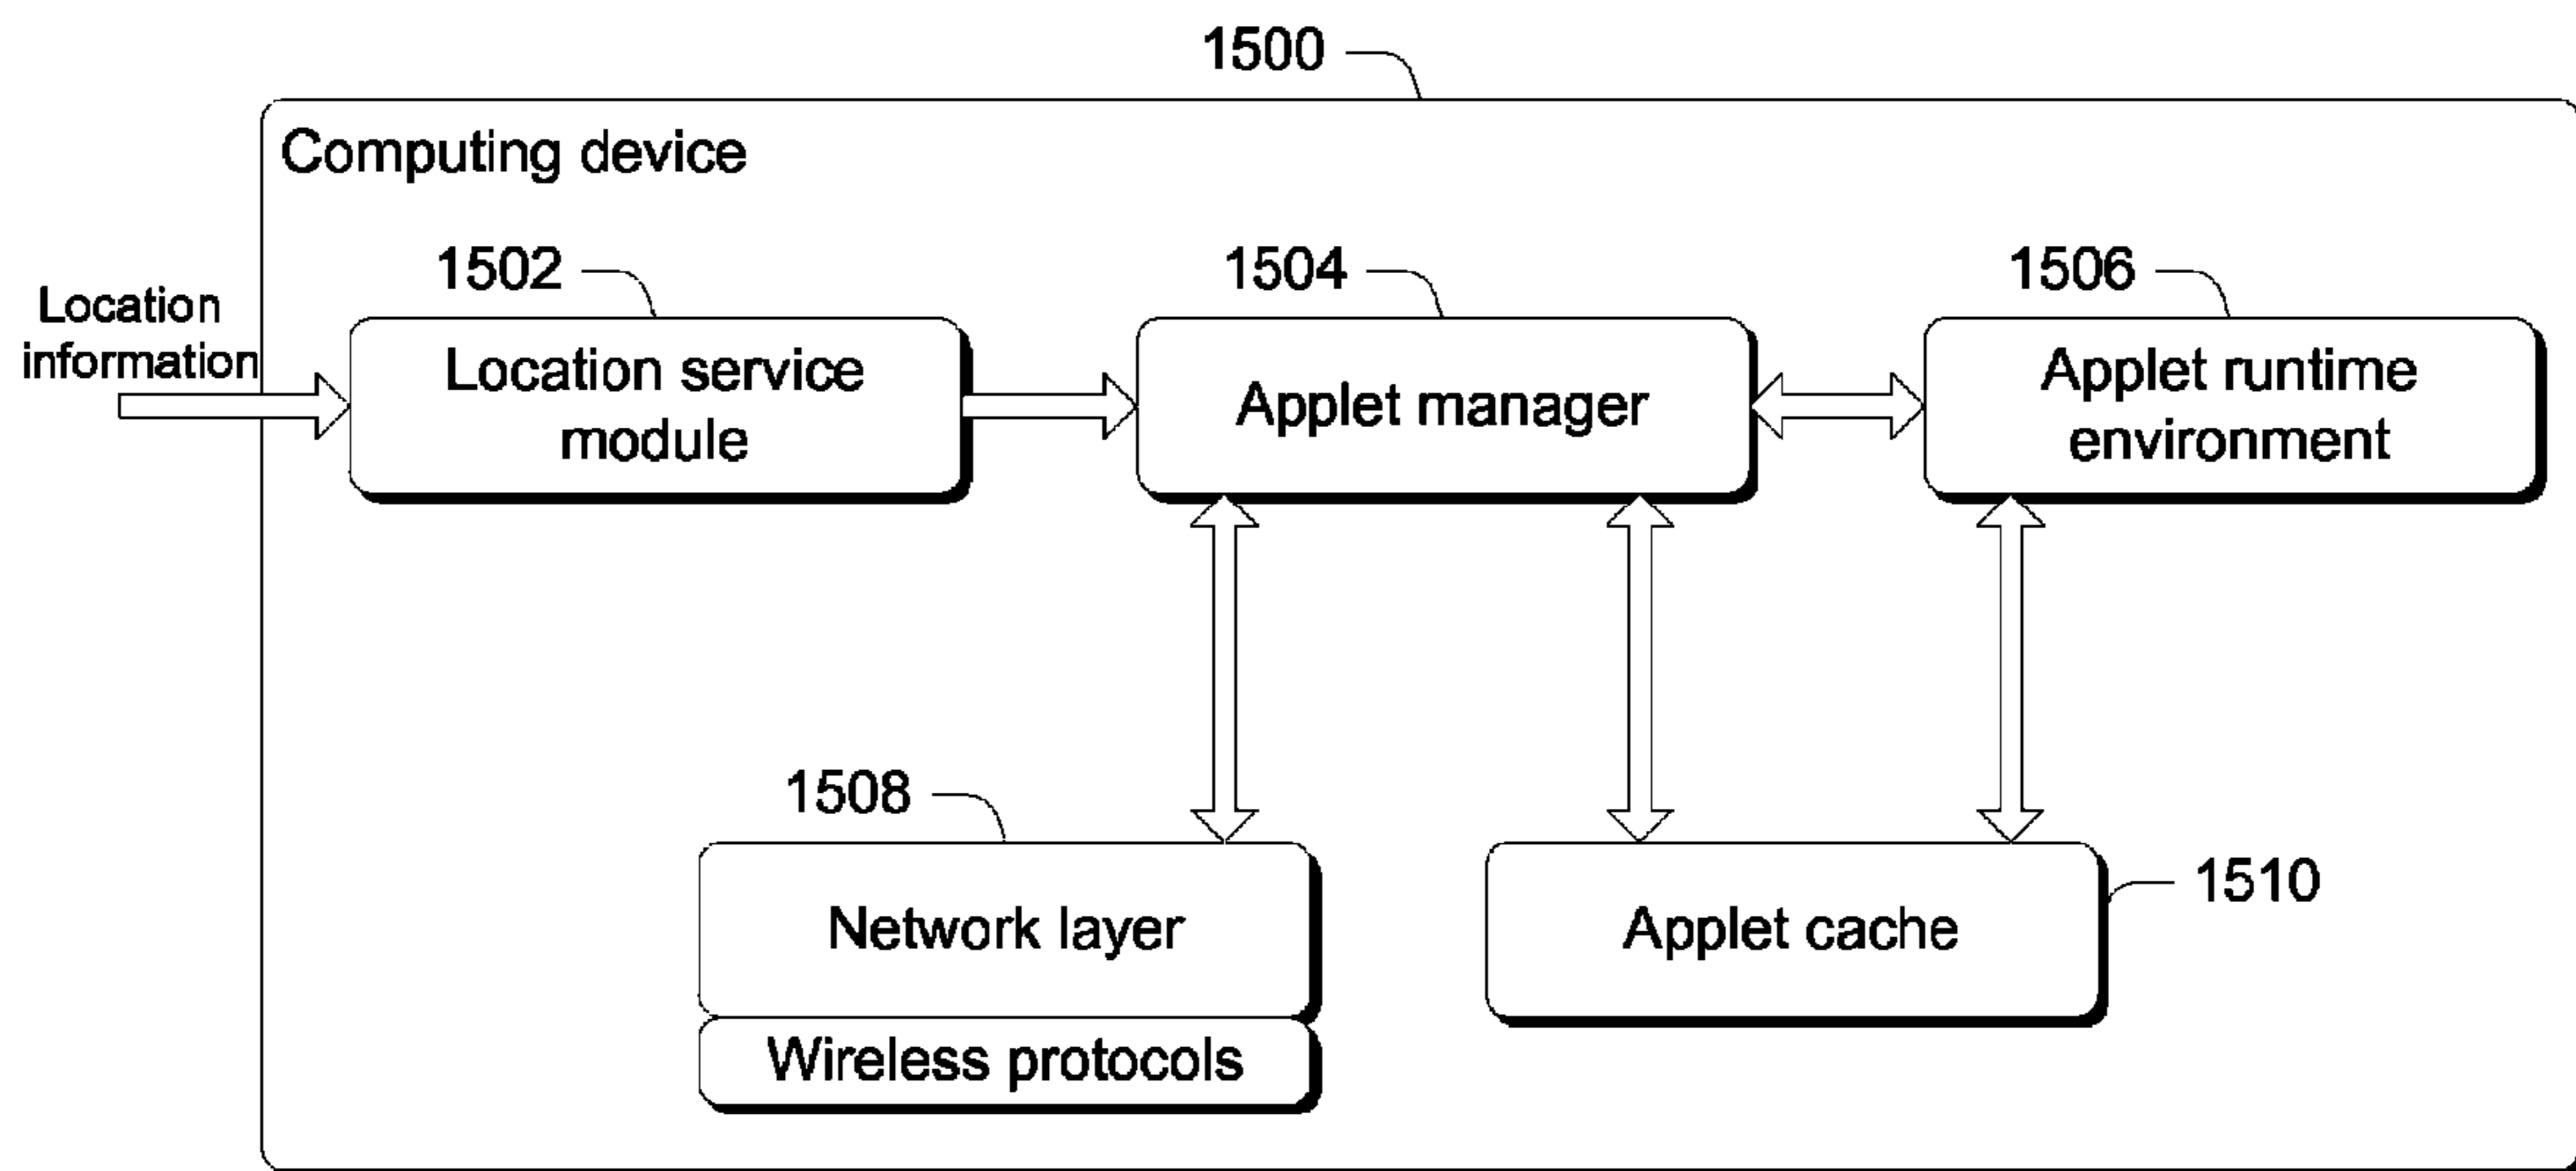 1500
Computing device
1502
1504
1506
Location
information
Location service
module
Applet manager
Applet runtime
environment
1508
1510
Network layer
Applet cache
Wireless protocols